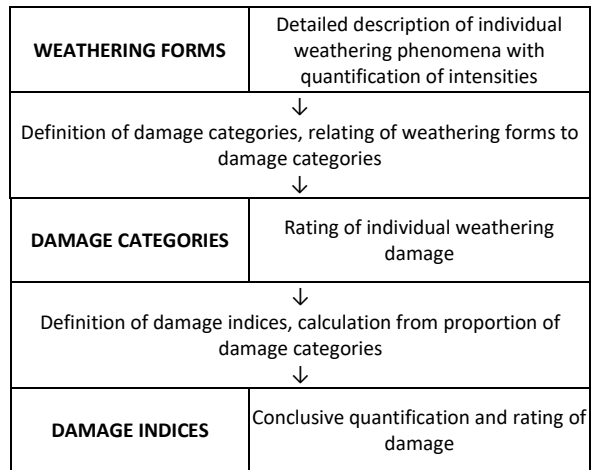 WEATHERING FORMS
Detailed description of individual
weathering phenomena with
quantification of intensities
↓
Definition of damage categories, relating of weathering forms to
damage categories
↓
DAMAGE CATEGORIES
Rating of individual weathering
damage
↓
Definition of damage indices, calculation from proportion of
damage categories
↓
DAMAGE INDICES
Conclusive quantification and rating of
damage